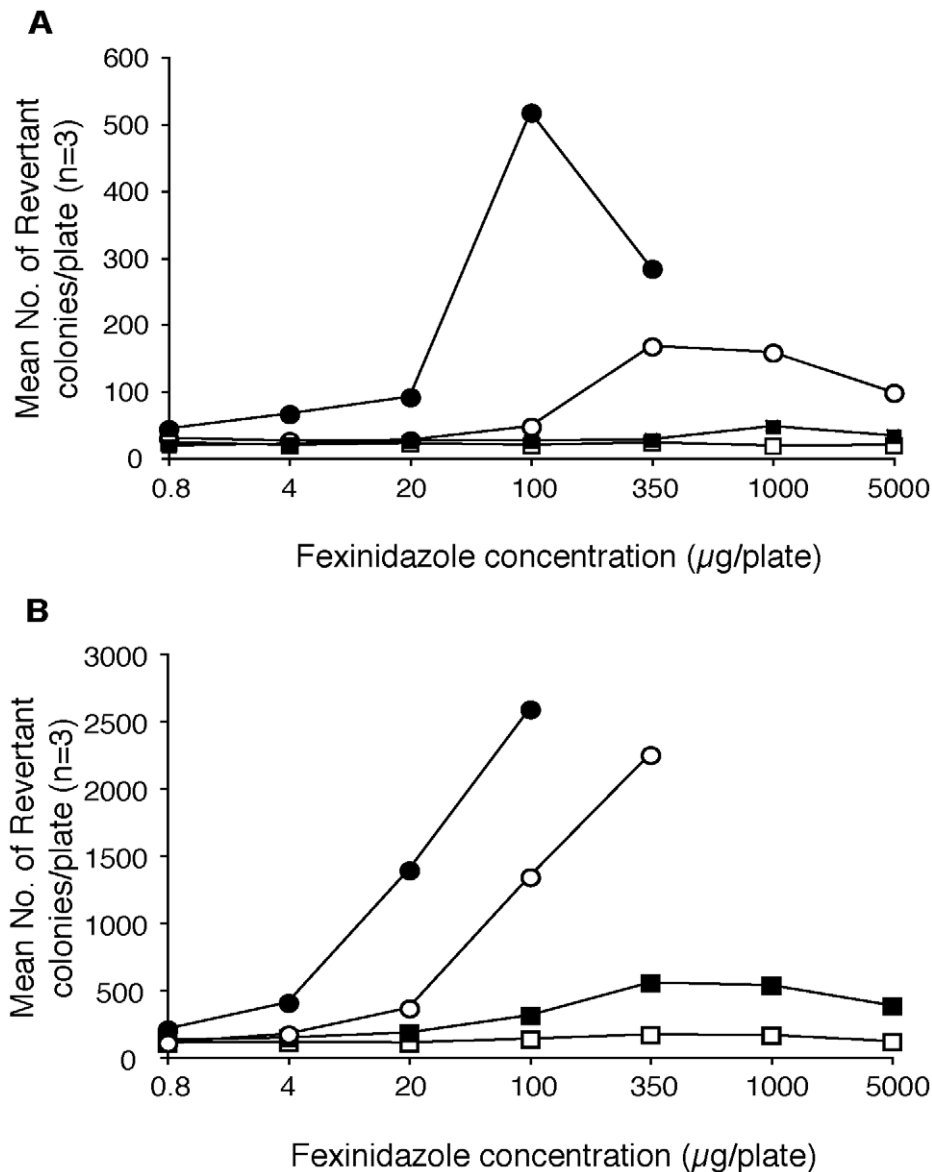 A
600
500
400
300
200
100
0
Mean No. of Revertant
colonies/plate (n=3)
0.8 4 20 100 350 1000 5000
Fexinidazole concentration (µg/plate)
B
3000
2500
2000
1500
1000
500
0
Mean No. of Revertant
colonies/plate (n=3)
0.8 4 20 100 350 1000 5000
Fexinidazole concentration (µg/plate)